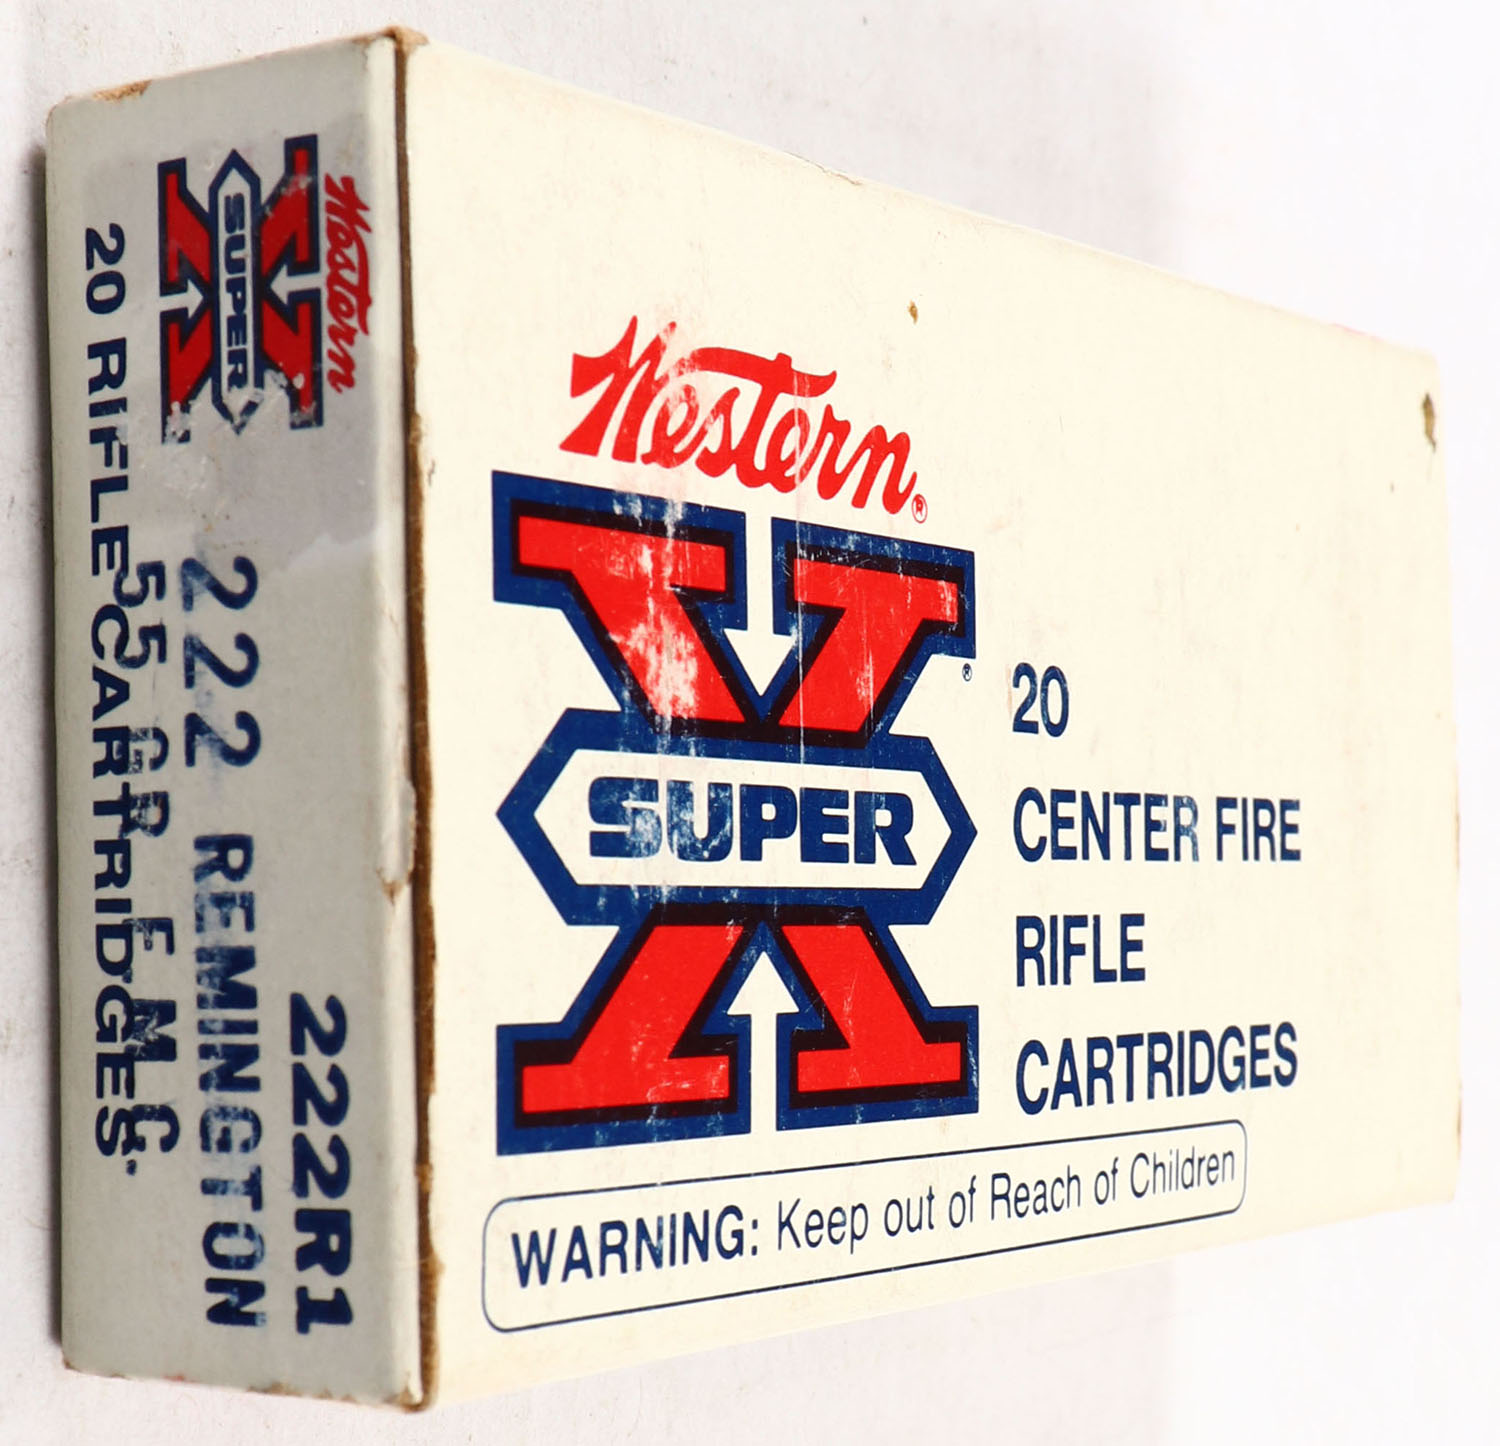 Western®
SUPER X®
20
CENTER FIRE
RIFLE
CARTRIDGES
WARNING: Keep out of Reach of Children
Western
SUPER X
222R1
222 REMINGTON
55 GR FMC
20 RIFLE CARTRIDGES.